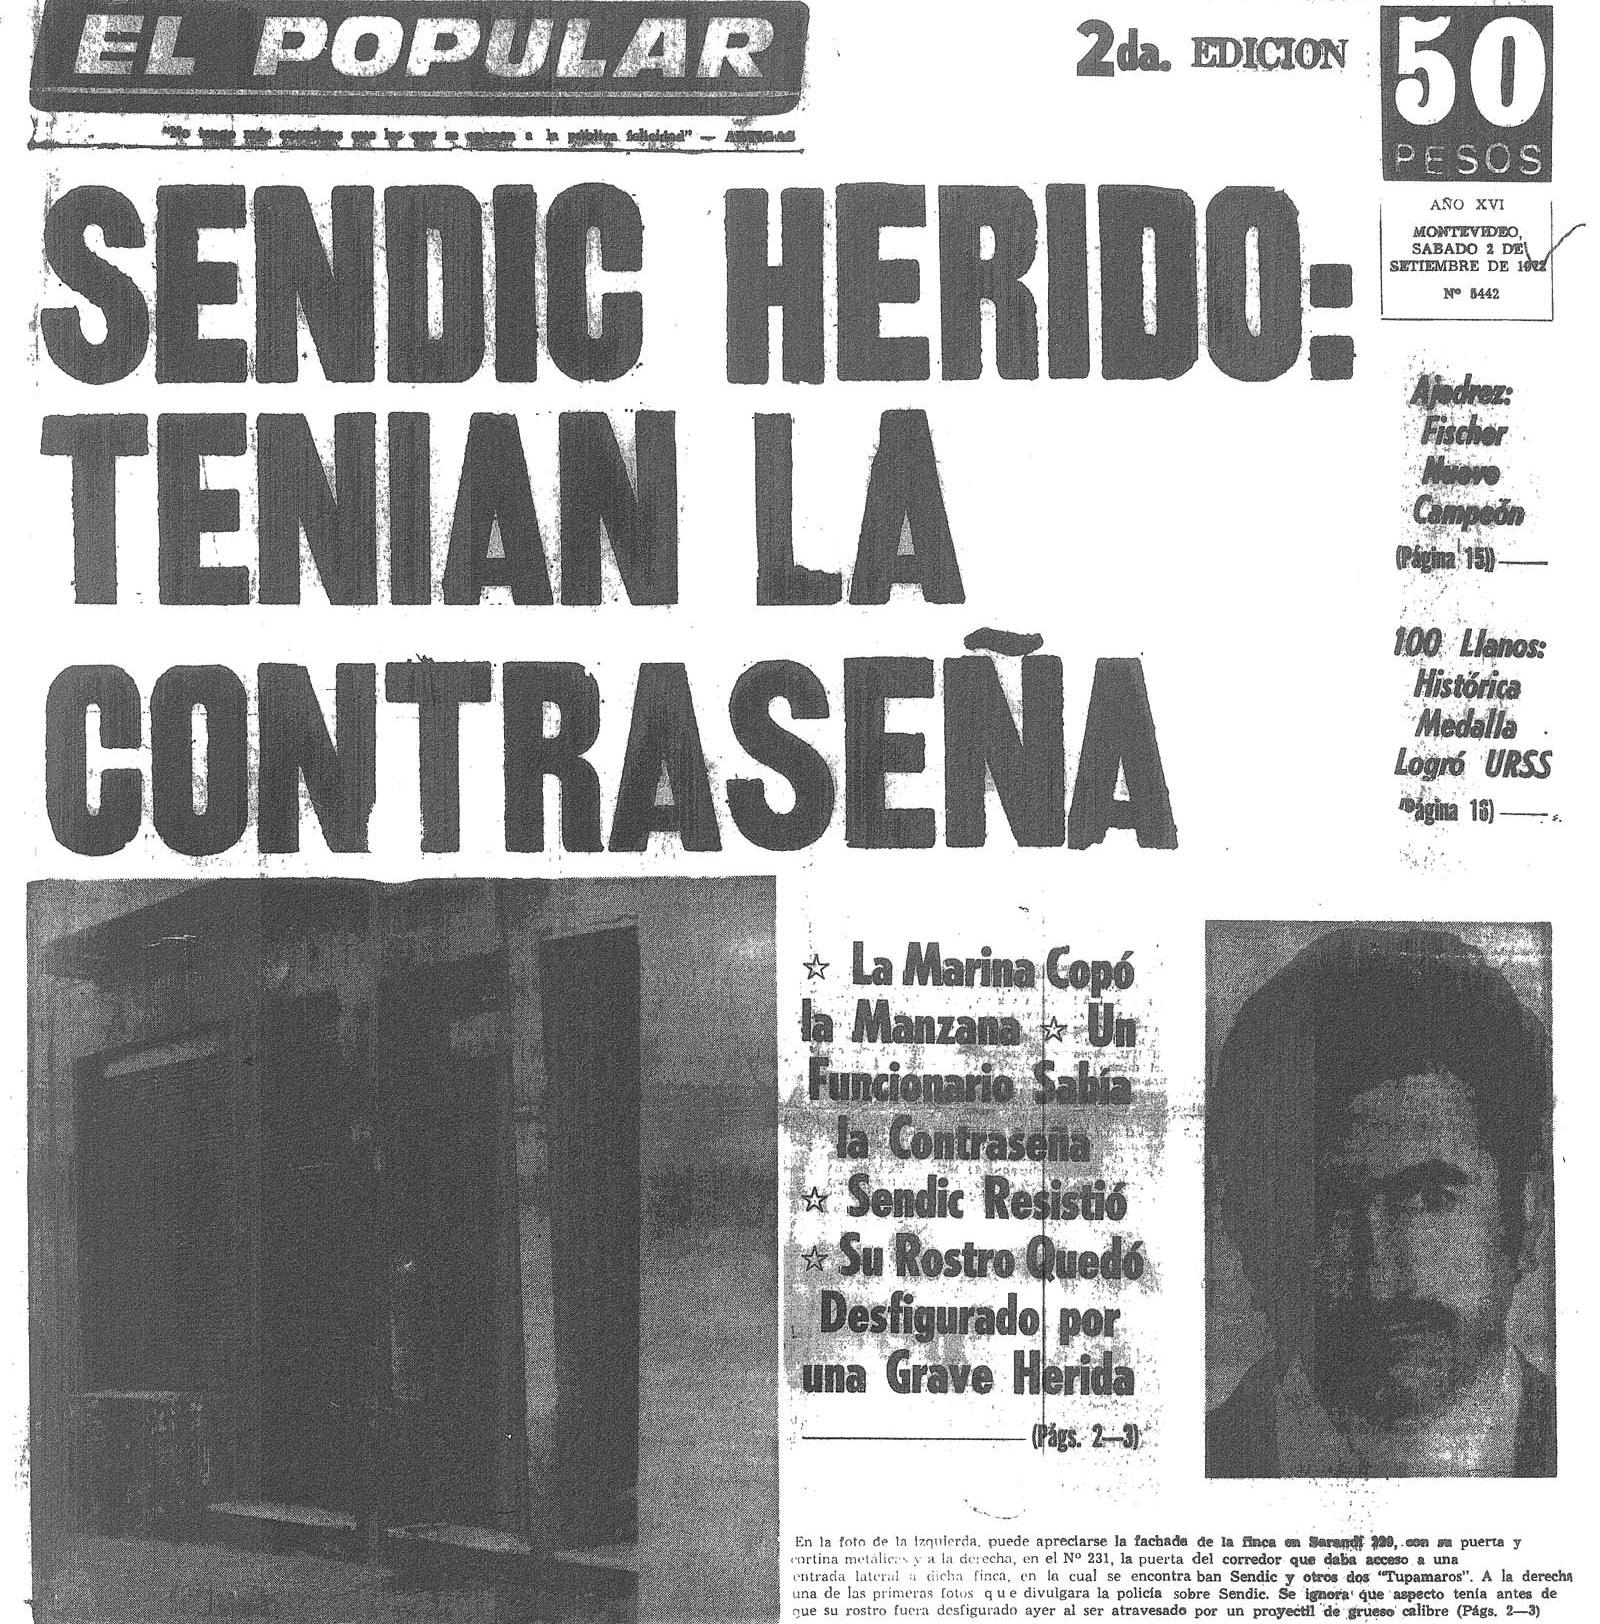 EL POPULAR
2da. EDICION
50
PESOS
"No tengo más enemigos que los que se oponen a la pública felicidad" — ARTIGAS
AÑO XVI
MONTEVIDEO,
SABADO 2 DE
SETIEMBRE DE 1972
Nº 5442
SENDIC HERIDO:
TENIAN LA
CONTRASEÑA
Ajedrez:
Fischer
Nuevo
Campeón
(Página 15))
100 Llanos:
Histórica
Medalla
Logró URSS
(Página 16)
☆ La Marina Copó
la Manzana ☆ Un
Funcionario Sabía
la Contraseña
☆ Sendic Resistió
☆ Su Rostro Quedó
Desfigurado por
una Grave Herida
(Págs. 2—3)
En la foto de la izquierda, puede apreciarse la fachada de la finca en Sarandí 229, con su puerta y
cortina metálicas y a la derecha, en el Nº 231, la puerta del corredor que daba acceso a una
entrada lateral a dicha finca, en la cual se encontraban Sendic y otros dos "Tupamaros". A la derecha
una de las primeras fotos que divulgara la policía sobre Sendic. Se ignora que aspecto tenía antes de
que su rostro fuera desfigurado ayer al ser atravesado por un proyectil de grueso calibre (Págs. 2—3)